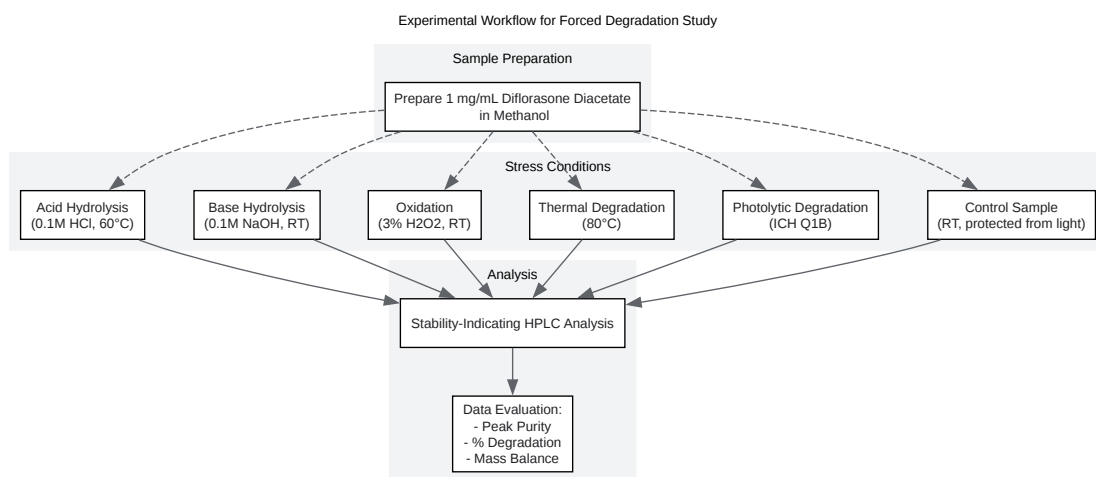 Experimental Workflow for Forced Degradation Study
Sample Preparation
Prepare 1 mg/mL Diflorasone Diacetate
in Methanol
Stress Conditions
Acid Hydrolysis
(0.1M HCl, 60°C)
Base Hydrolysis
(0.1M NaOH, RT)
Oxidation
(3% H2O2, RT)
Thermal Degradation
(80°C)
Photolytic Degradation
(ICH Q1B)
Control Sample
(RT, protected from light)
Analysis
Stability-Indicating HPLC Analysis
Data Evaluation:
- Peak Purity
- % Degradation
- Mass Balance